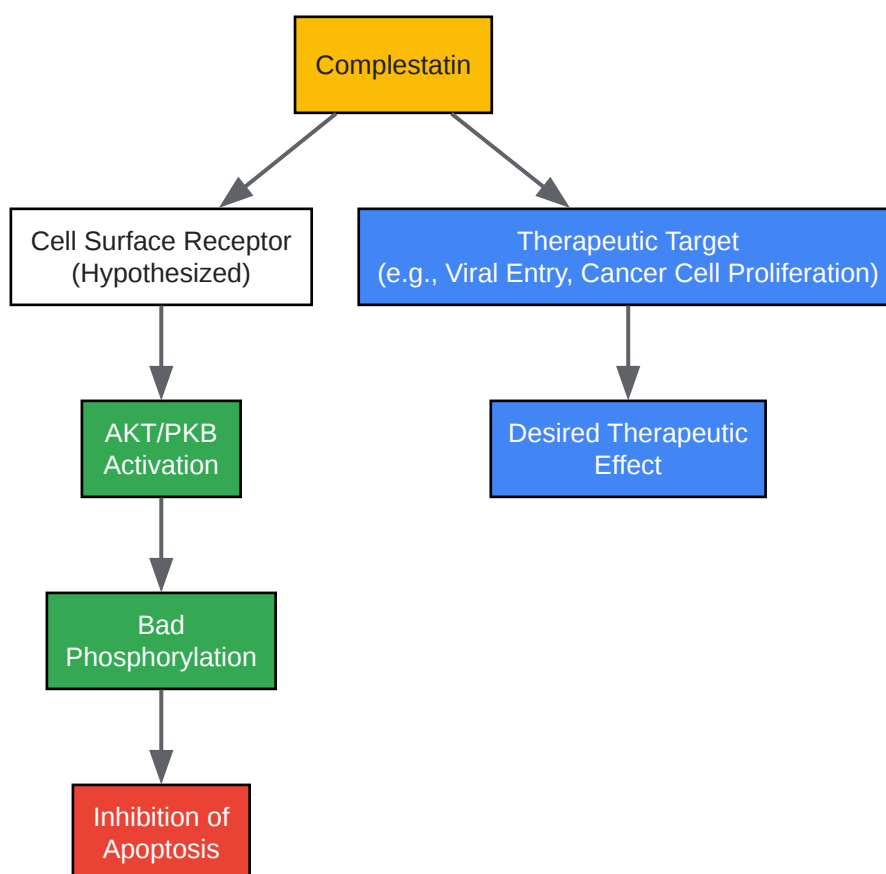 Complestatin
Cell Surface Receptor
(Hypothesized)
Therapeutic Target
(e.g., Viral Entry, Cancer Cell Proliferation)
AKT/PKB
Activation
Desired Therapeutic
Effect
Bad
Phosphorylation
Inhibition of
Apoptosis